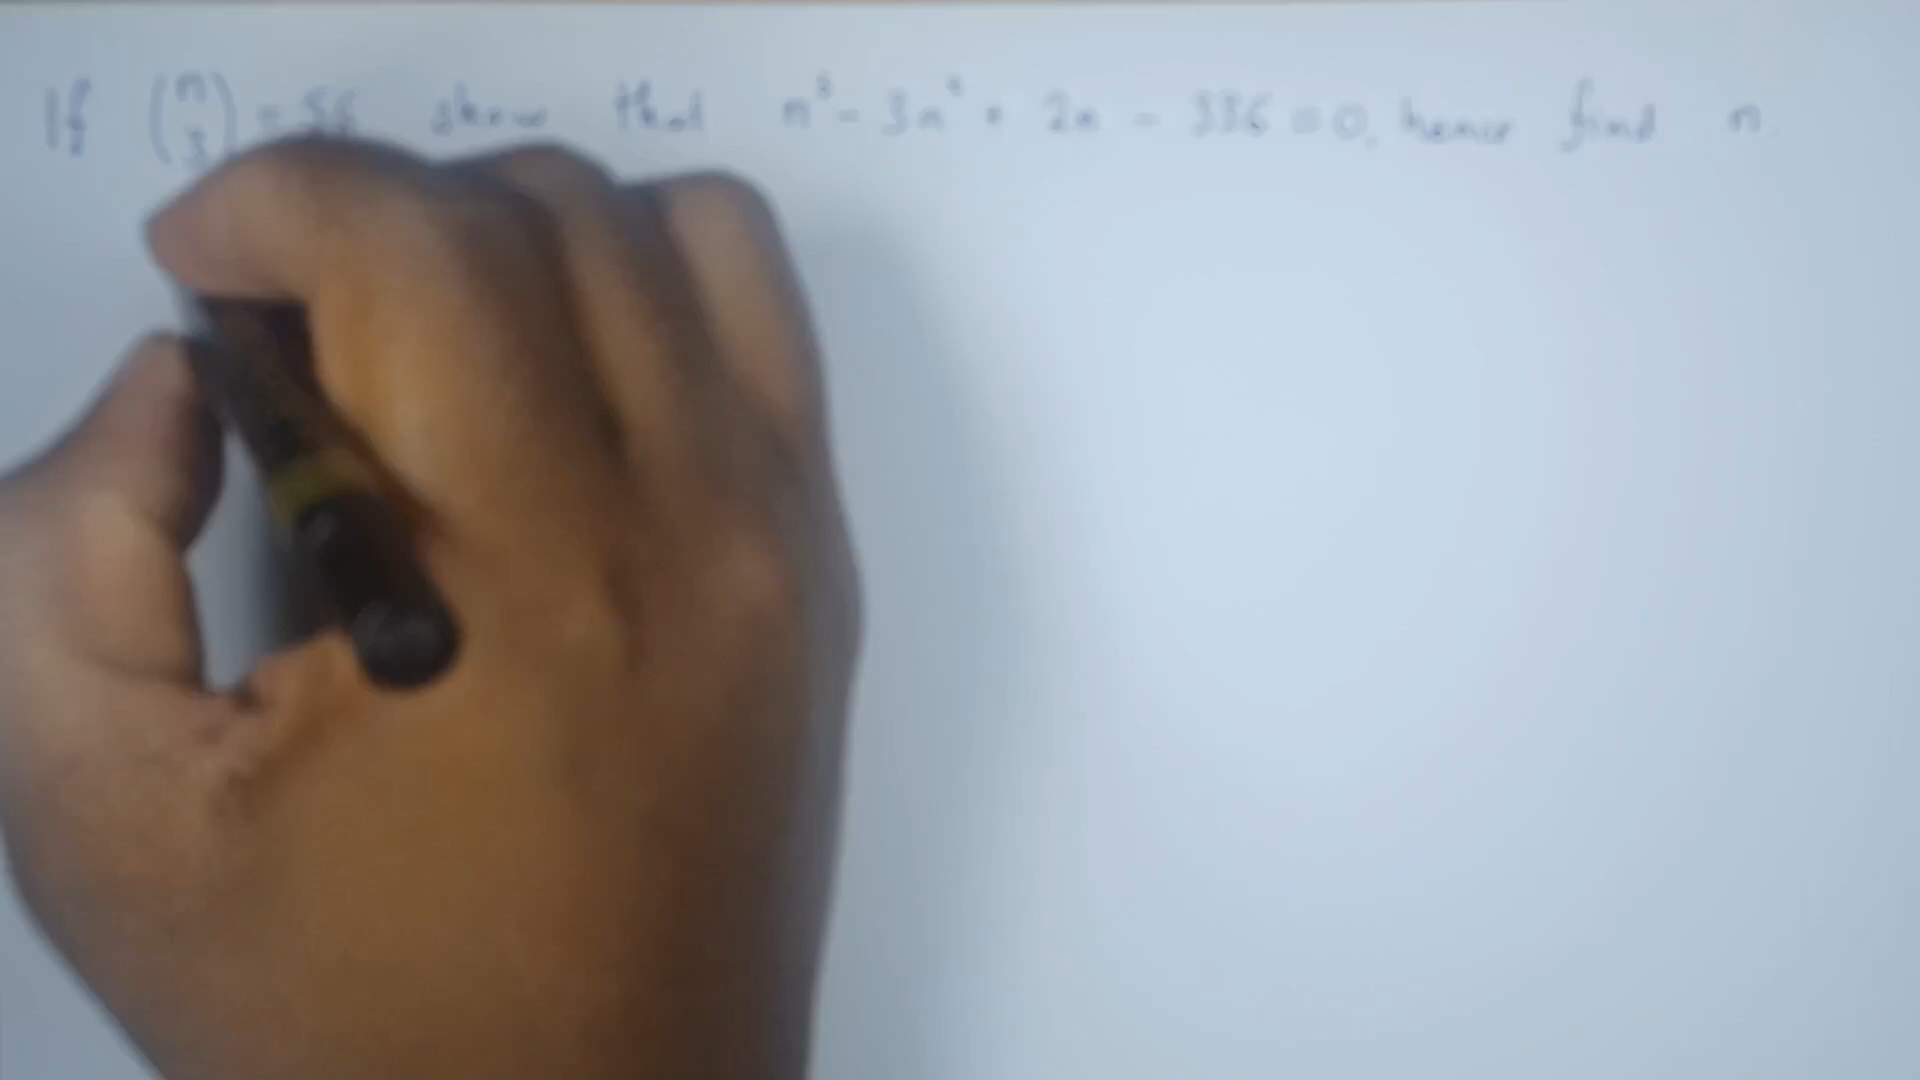 If (n 3) = 56 show that n³ - 3n² + 2n - 336 = 0, hence find n.